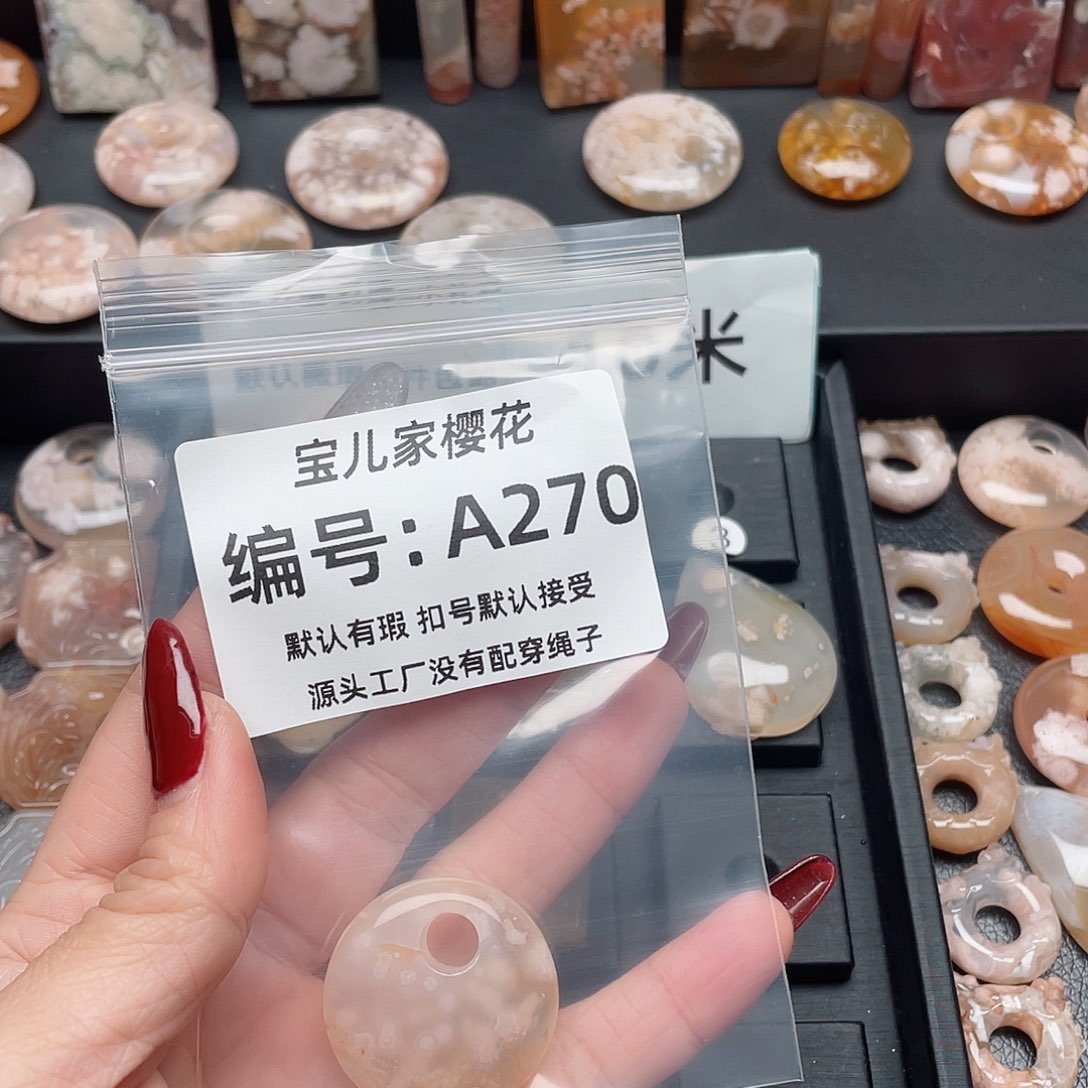 宝儿家樱花
编号:A270
默认有瑕 扣号默认接受
源头工厂没有配穿绳子
米